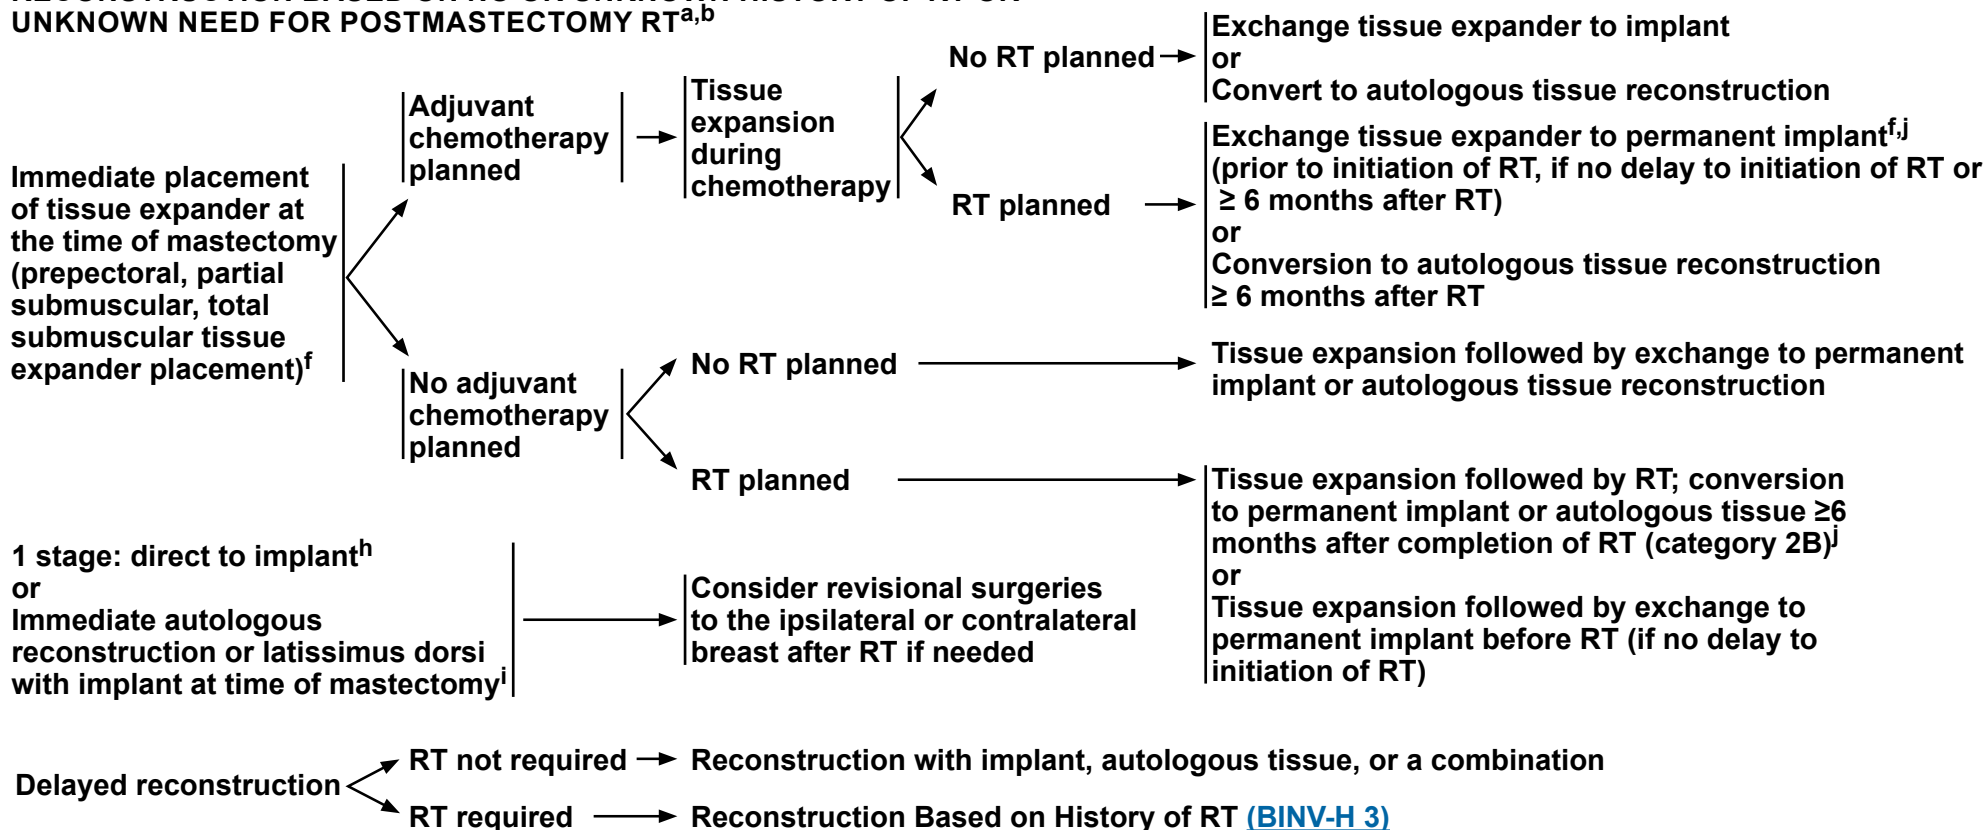 UNKNOWN NEED FOR POSTMASTECTOMY RTa,b
Immediate placement
of tissue expander at
the time of mastectomy
(prepectoral, partial
submuscular, total
submuscular tissue
expander placement)f
Adjuvant
chemotherapy
planned
Tissue
expansion
during
chemotherapy
No RT planned
Exchange tissue expander to implant
or
Convert to autologous tissue reconstruction
RT planned
Exchange tissue expander to permanent implantf,j
(prior to initiation of RT, if no delay to initiation of RT or
≥ 6 months after RT)
or
Conversion to autologous tissue reconstruction
≥ 6 months after RT
No adjuvant
chemotherapy
planned
No RT planned
Tissue expansion followed by exchange to permanent
implant or autologous tissue reconstruction
RT planned
Tissue expansion followed by RT; conversion
to permanent implant or autologous tissue ≥6
months after completion of RT (category 2B)j
or
Tissue expansion followed by exchange to
permanent implant before RT (if no delay to
initiation of RT)
1 stage: direct to implanth
or
Immediate autologous
reconstruction or latissimus dorsi
with implant at time of mastectomyi
Consider revisional surgeries
to the ipsilateral or contralateral
breast after RT if needed
Delayed reconstruction
RT not required
Reconstruction with implant, autologous tissue, or a combination
RT required
Reconstruction Based on History of RT (BINV-H 3)